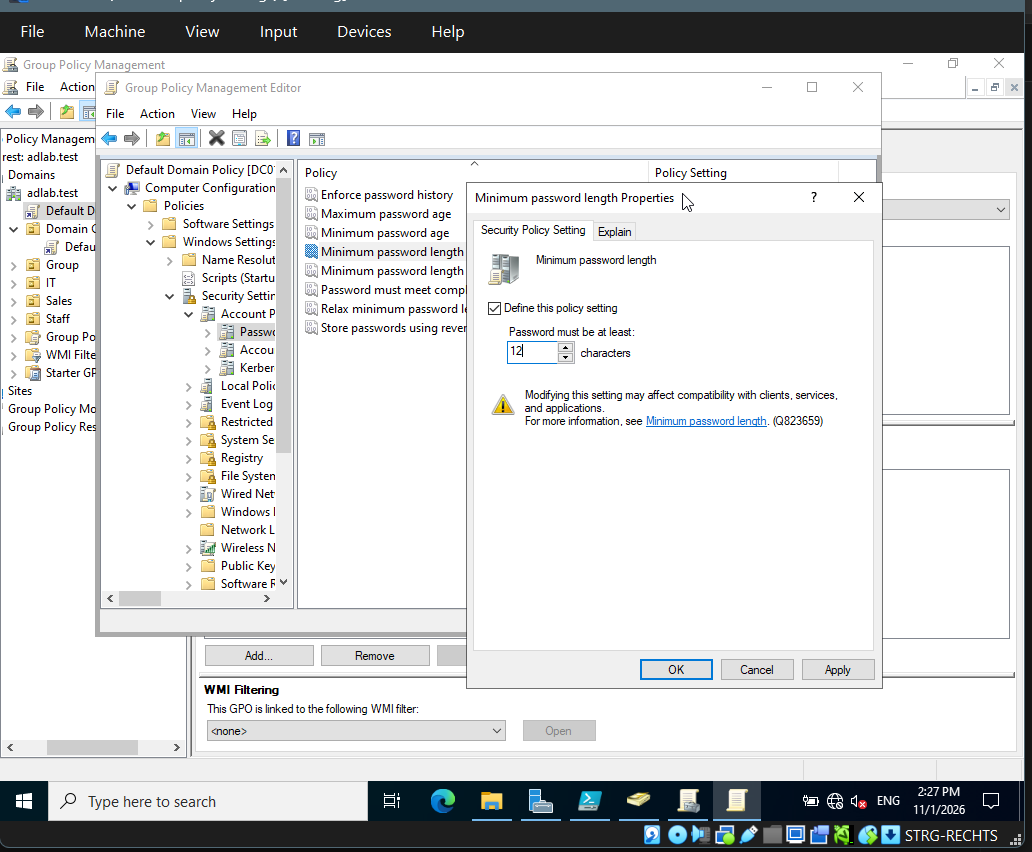 File Machine View Input Devices Help
Group Policy Management
File Action
Group Policy Management Editor
File Action View Help
Policy Managem
rest: adlab.test
Domains
adlab.test
Default D
Domain C
Defau
Group
IT
Sales
Staff
Group Po
WMI Filte
Starter GP
Sites
Group Policy Mo
Group Policy Res
Default Domain Policy [DC01
Computer Configuration
Policies
Software Settings
Windows Settings
Name Resolut
Scripts (Startu
Security Settin
Account P
Passwo
Accou
Kerber
Local Polic
Event Log
Restricted
System Se
Registry
File System
Wired Net
Windows I
Network L
Wireless N
Public Key
Software R
Policy Policy Setting
Enforce password history
Maximum password age
Minimum password age
Minimum password length
Minimum password length
Password must meet compl
Relax minimum password le
Store passwords using rever
Minimum password length Properties ?
Security Policy Setting Explain
Minimum password length
Define this policy setting
Password must be at least:
12 characters
Modifying this setting may affect compatibility with clients, services,
and applications.
For more information, see Minimum password length. (Q823659)
OK Cancel Apply
Add... Remove
WMI Filtering
This GPO is linked to the following WMI filter:
<none> Open
Type here to search
ENG
2:27 PM
11/1/2026
STRG-RECHTS